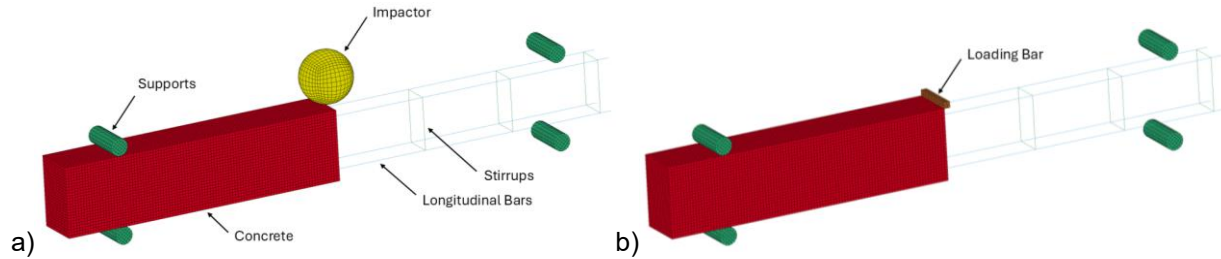 Impactor
Supports
Stirrups
Longitudinal Bars
Concrete
a)
Loading Bar
b)